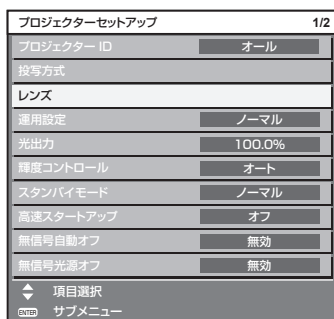 プロジェクターセットアップ 1/2
プロジェクター ID オール
投写方式
レンズ
運用設定 ノーマル
光出力 100.0%
輝度コントロール オート
スタンバイモード ノーマル
高速スタートアップ オフ
無信号自動オフ 無効
無信号光源オフ 無効
項目選択
ENTER サブメニュー